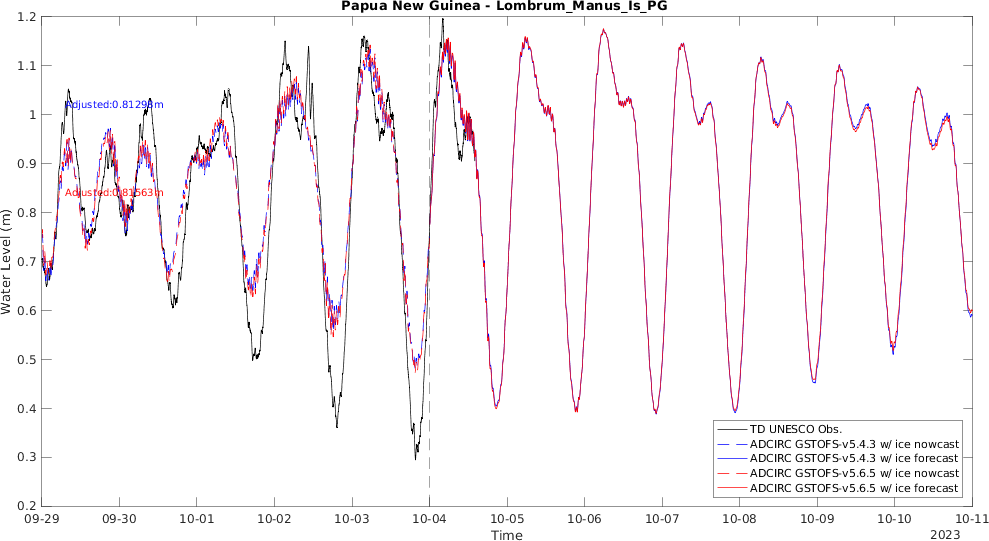 Papua New Guinea - Lombrum_Manus_Is_PG
1.2
1.1
1
0.9
0.8
0.7
0.6
0.5
0.4
0.3
0.2
Water Level (m)
Adjusted:0.81293m
Adjusted:0.81563m
TD UNESCO Obs.
ADCIRC GSTOFS-v5.4.3 w/ ice nowcast
ADCIRC GSTOFS-v5.4.3 w/ ice forecast
ADCIRC GSTOFS-v5.6.5 w/ ice nowcast
ADCIRC GSTOFS-v5.6.5 w/ ice forecast
09-29 09-30 10-01 10-02 10-03 10-04 10-05 10-06 10-07 10-08 10-09 10-10 10-11
Time
2023